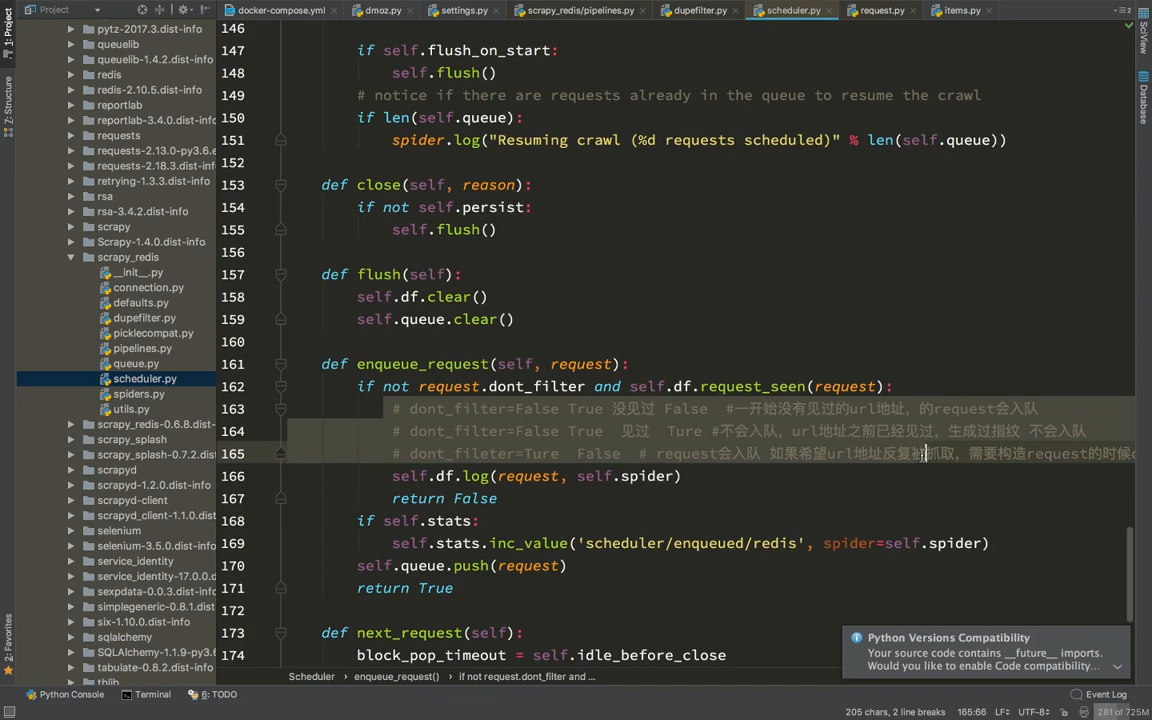 Project
docker-compose.yml
dmoz.py
settings.py
scrapy_redis/pipelines.py
dupefilter.py
scheduler.py
request.py
items.py
1: Project
7: Structure
2: Favorites
SciView
Database
pytz-2017.3.dist-info
queuelib
queuelib-1.4.2.dist-info
redis
redis-2.10.5.dist-info
reportlab
reportlab-3.4.0.dist-info
requests
requests-2.13.0-py3.6.e
requests-2.18.3.dist-info
retrying-1.3.3.dist-info
rsa
rsa-3.4.2.dist-info
scrapy
Scrapy-1.4.0.dist-info
scrapy_redis
__init__.py
connection.py
defaults.py
dupefilter.py
picklecompat.py
pipelines.py
queue.py
scheduler.py
spiders.py
utils.py
scrapy_redis-0.6.8.dist-info
scrapy_splash
scrapy_splash-0.7.2.dist-info
scrapyd
scrapyd-client
scrapyd_client-1.1.0.dist-info
selenium
selenium-3.5.0.dist-info
service_identity
service_identity-17.0.0.d
sexpdata-0.0.3.dist-info
simplegeneric-0.8.1.dist-info
six-1.10.0.dist-info
sqlalchemy
SQLAlchemy-1.1.9-py3.6
tabulate-0.8.2.dist-info
tblib
146
147 if self.flush_on_start:
148 self.flush()
149 # notice if there are requests already in the queue to resume the crawl
150 if len(self.queue):
151 spider.log("Resuming crawl (%d requests scheduled)" % len(self.queue))
152
153 def close(self, reason):
154 if not self.persist:
155 self.flush()
156
157 def flush(self):
158 self.df.clear()
159 self.queue.clear()
160
161 def enqueue_request(self, request):
162 if not request.dont_filter and self.df.request_seen(request):
163 # dont_filter=False True 没见过 False #一开始没有见过的url地址，的request会入队
164 # dont_filter=False True 见过 Ture #不会入队，url地址之前已经见过，生成过指纹 不会入队
165 # dont_fileter=Ture False # request会入队 如果希望url地址反复被抓取，需要构造request的时候
166 self.df.log(request, self.spider)
167 return False
168 if self.stats:
169 self.stats.inc_value('scheduler/enqueued/redis', spider=self.spider)
170 self.queue.push(request)
171 return True
172
173 def next_request(self):
174 block_pop_timeout = self.idle_before_close
Python Versions Compatibility
Your source code contains __future__ imports.
Would you like to enable Code compatibility...
Scheduler
enqueue_request()
if not request.dont_filter and ...
Python Console
Terminal
6: TODO
Event Log
205 chars, 2 line breaks
165:66
LF
UTF-8
281 of 725M